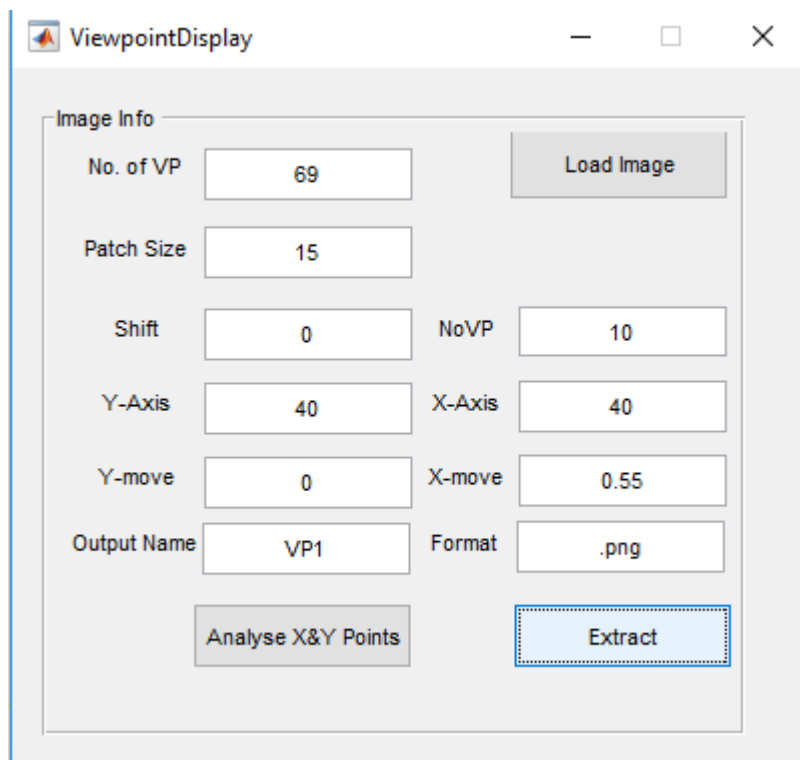 ViewpointDisplay
Image Info
No. of VP 69 Load Image
Patch Size 15
Shift 0 NoVP 10
Y-Axis 40 X-Axis 40
Y-move 0 X-move 0.55
Output Name VP1 Format .png
Analyse X&Y Points Extract